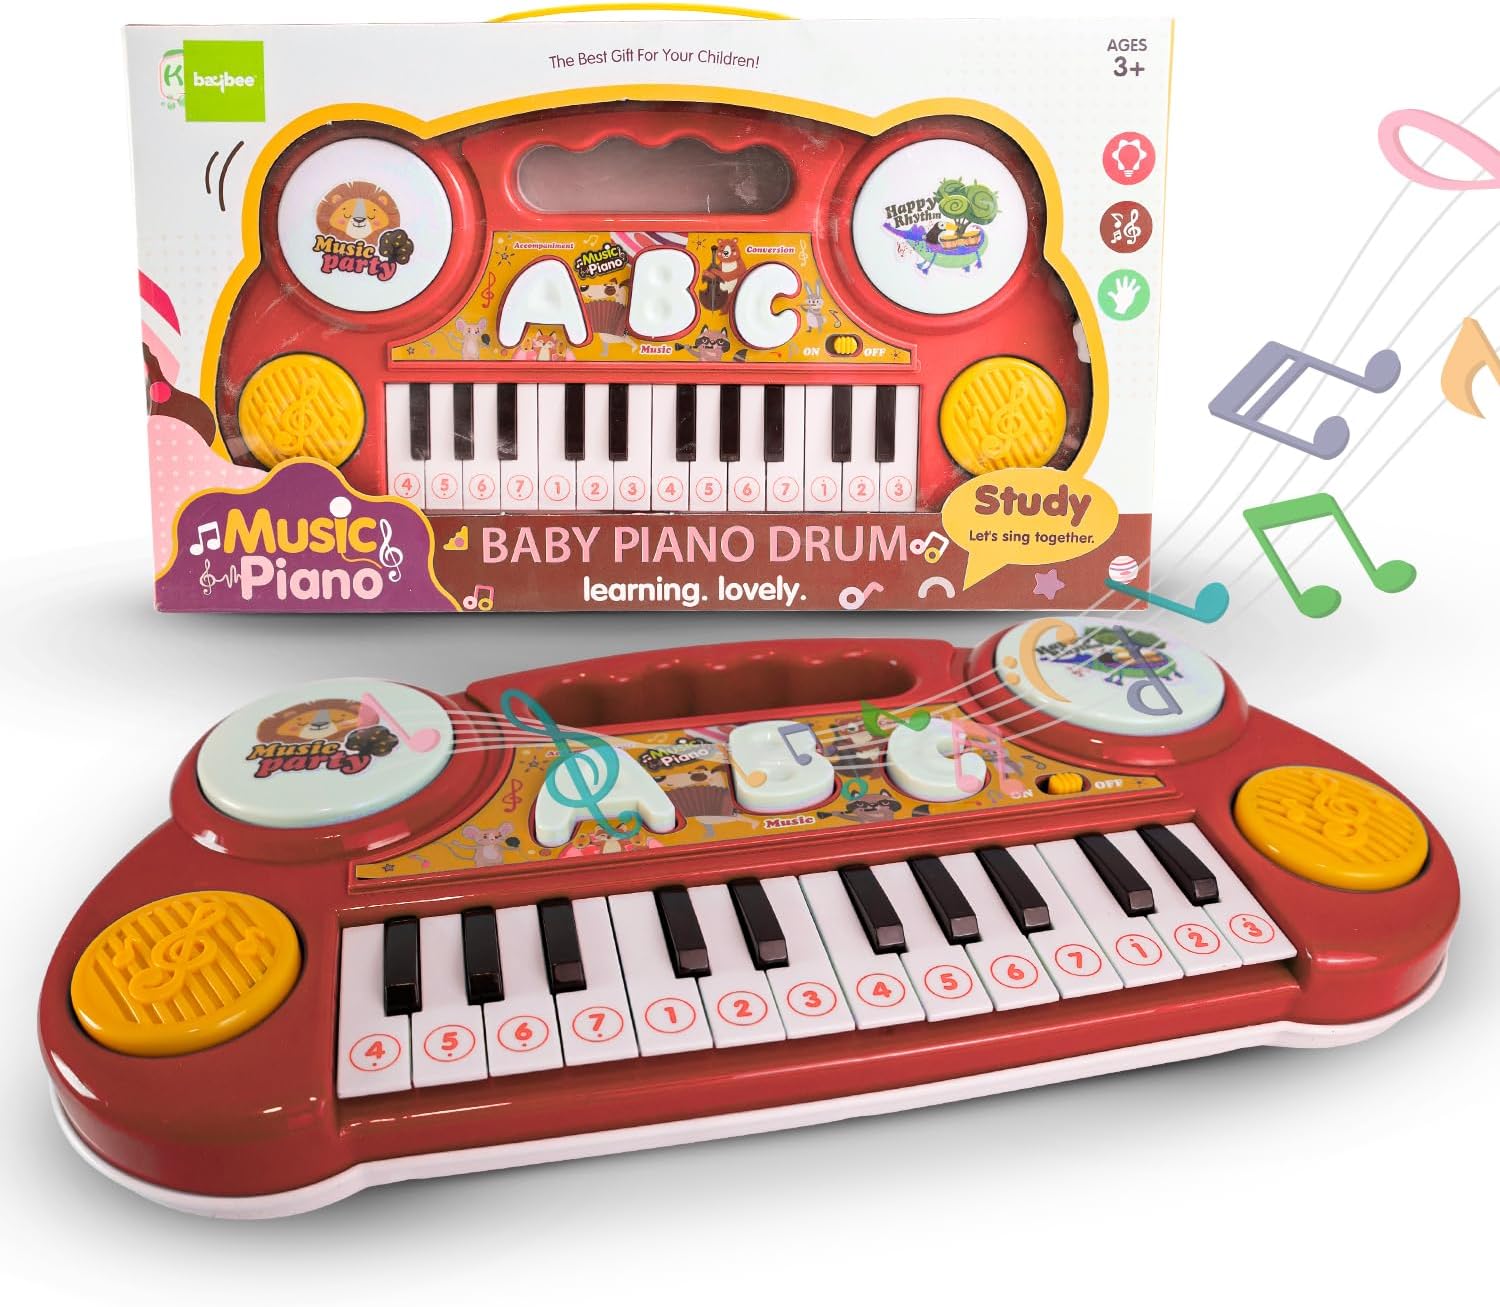 The Best Gift For Your Children!
AGES
3+
K
baybee
Music
party
Happy
Rhythm
Accompaniment
Music
Piano
Conversion
A B C
Music
ON
OFF
4 5 6 7 1 2 3 4 5 6 7 1 2 3
Music
Piano
BABY PIANO DRUM
learning. lovely.
Study
Let's sing together.
Music
party
Music
Piano
A B C
Music
ON
OFF
4 5 6 7 1 2 3 4 5 6 7 1 2 3